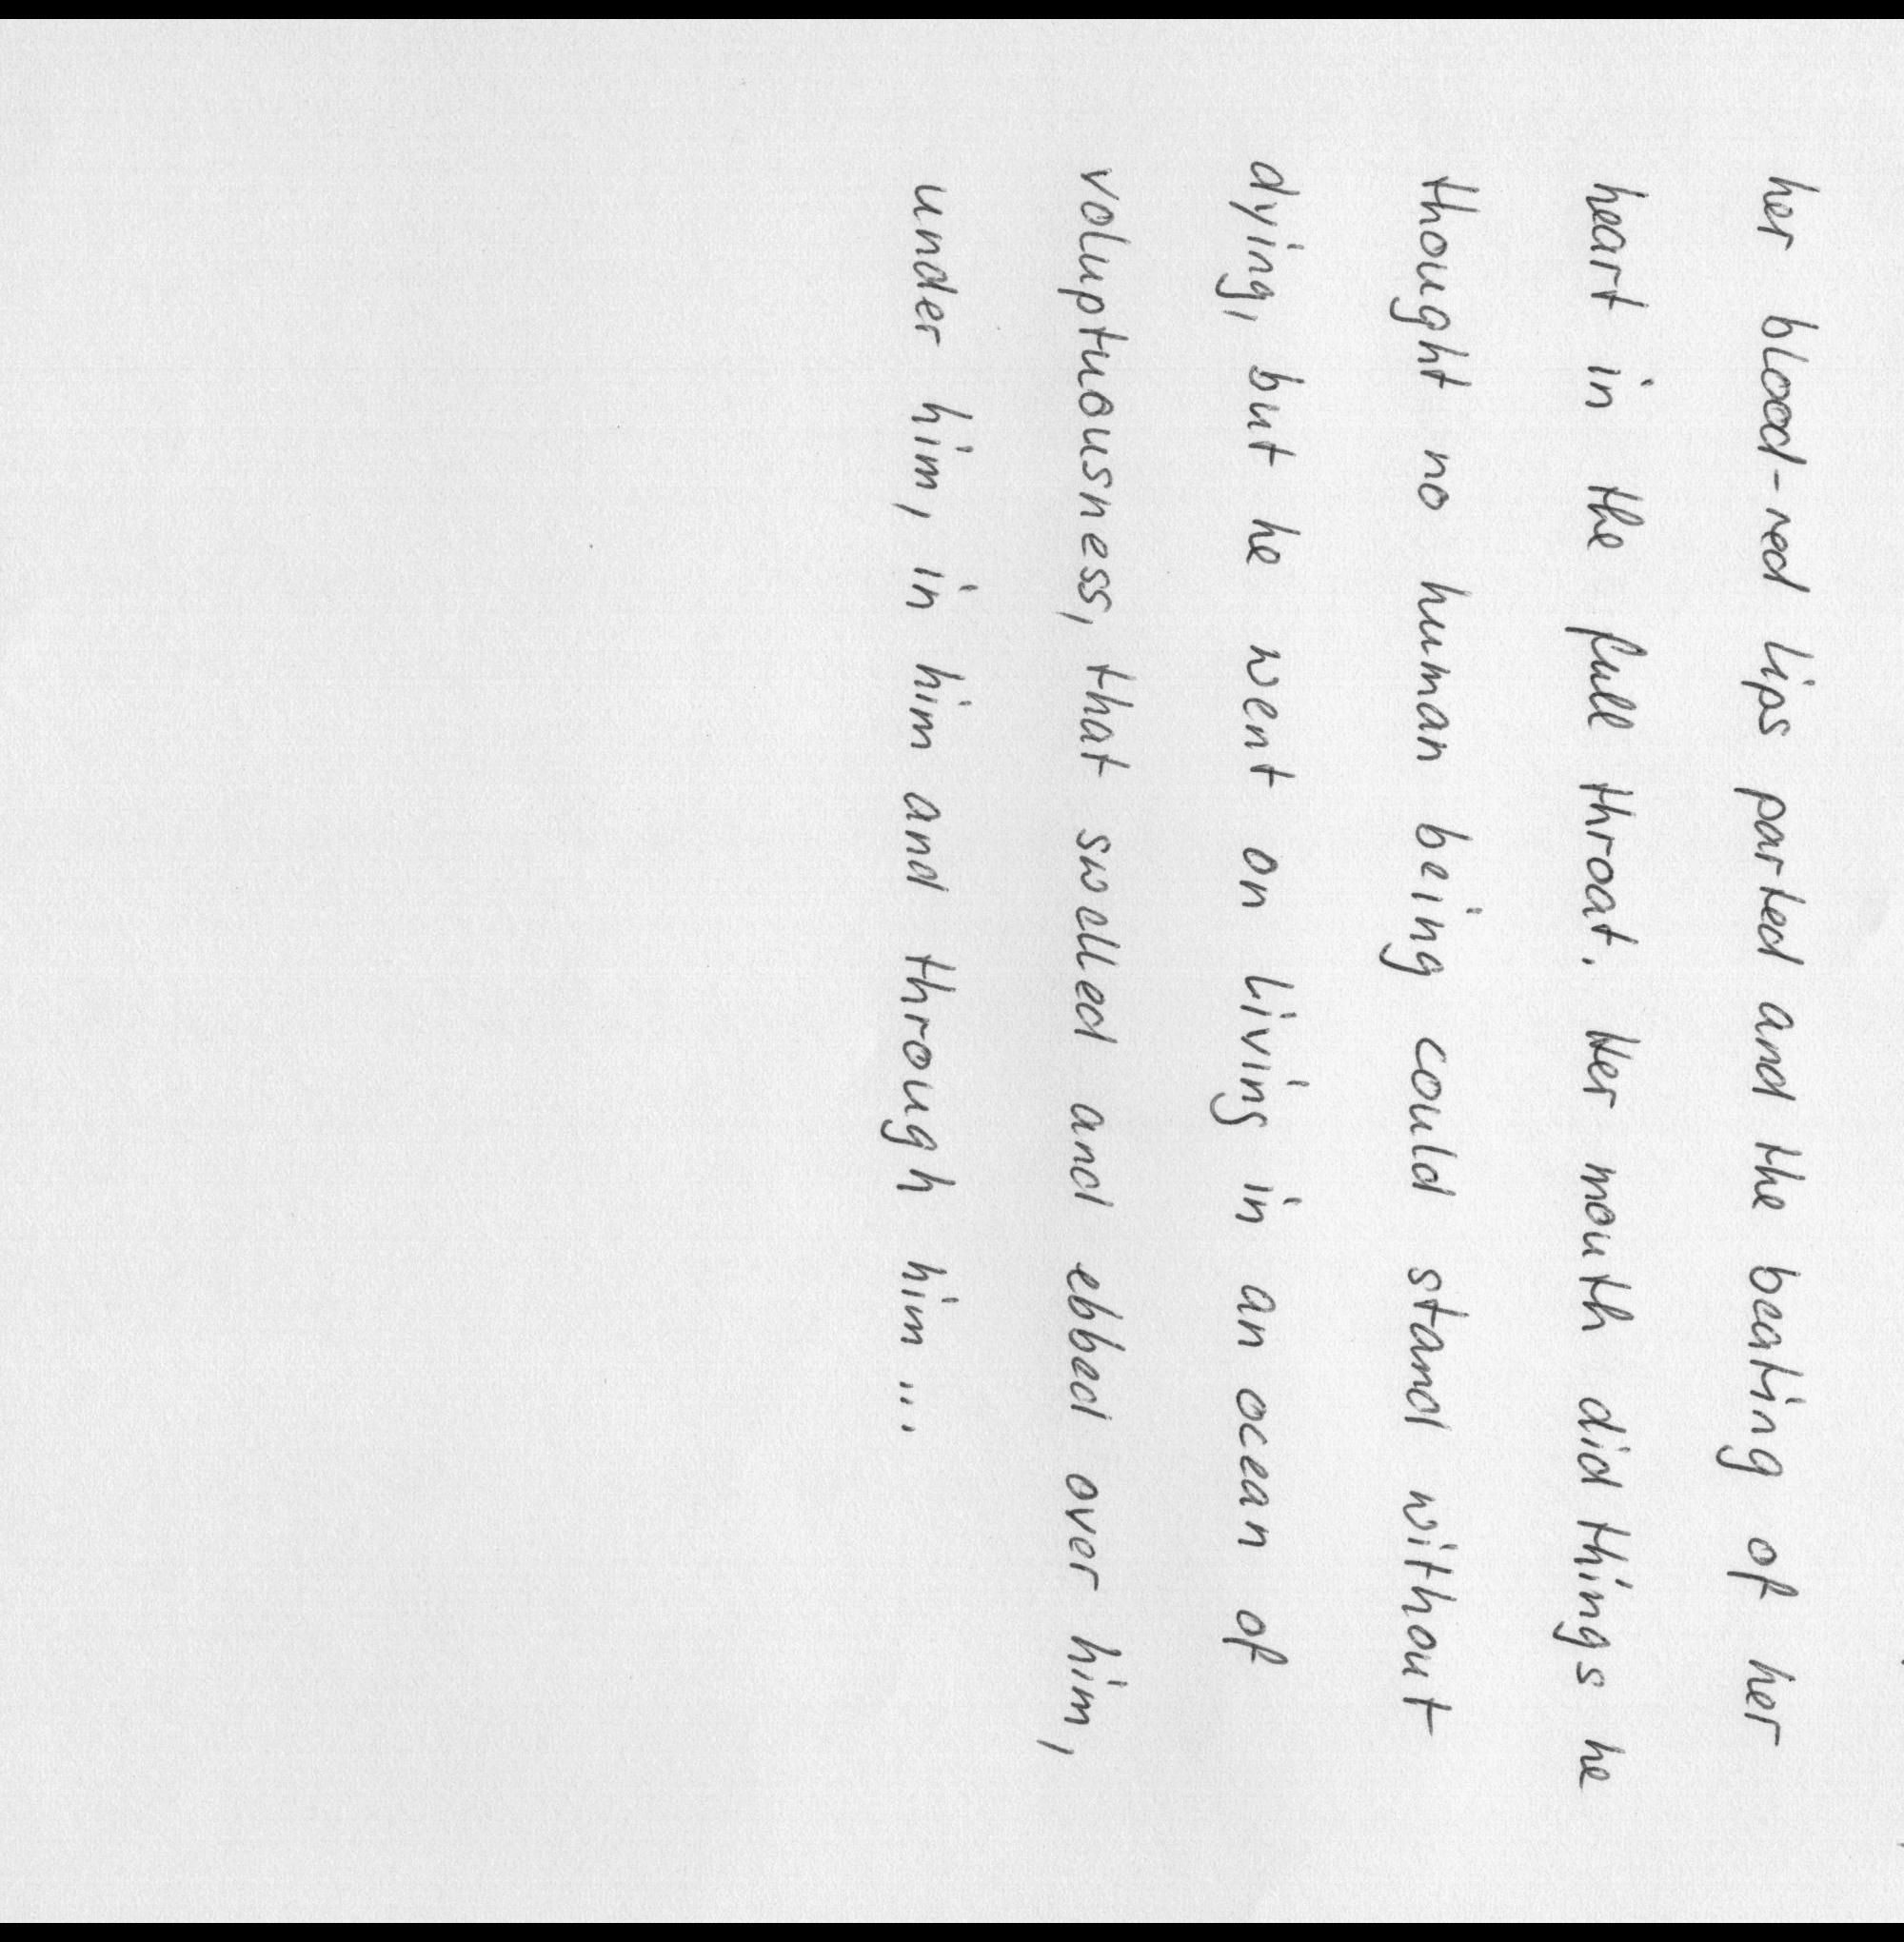 her blood-red lips parted and the beating of her
heart in the full throat. Her mouth did things he
thought no human being could stand without
dying, but he went on living in an ocean of
voluptuousness, that swelled and ebbed over him,
under him, in him and through him ...